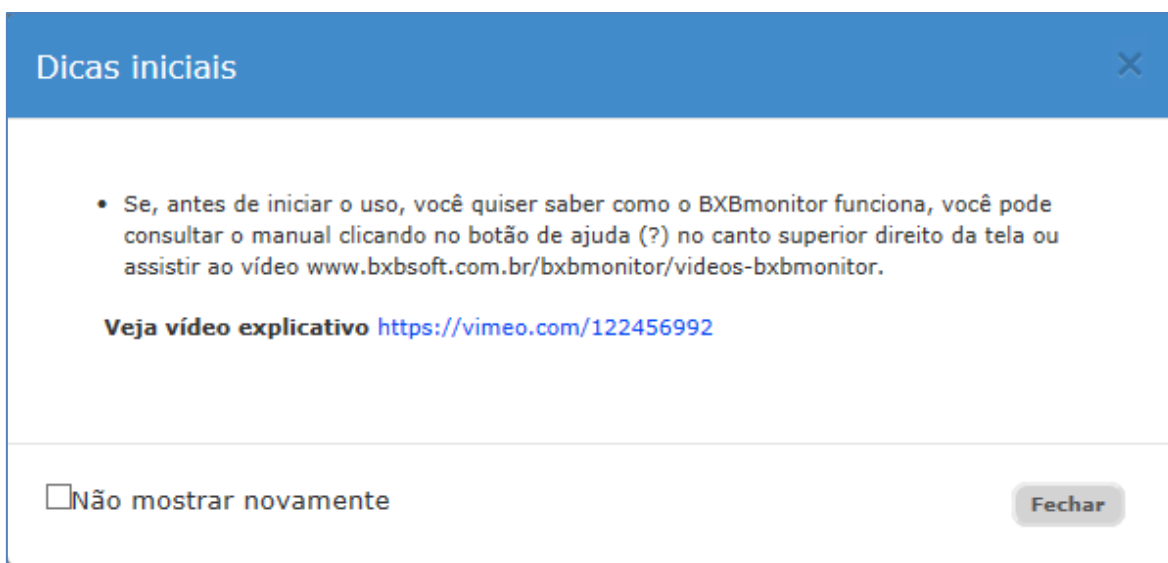 Dicas iniciais
• Se, antes de iniciar o uso, você quiser saber como o BXBmonitor funciona, você pode
consultar o manual clicando no botão de ajuda (?) no canto superior direito da tela ou
assistir ao vídeo www.bxbsoft.com.br/bxbmonitor/videos-bxbmonitor.
Veja vídeo explicativo https://vimeo.com/122456992
Não mostrar novamente
Fechar